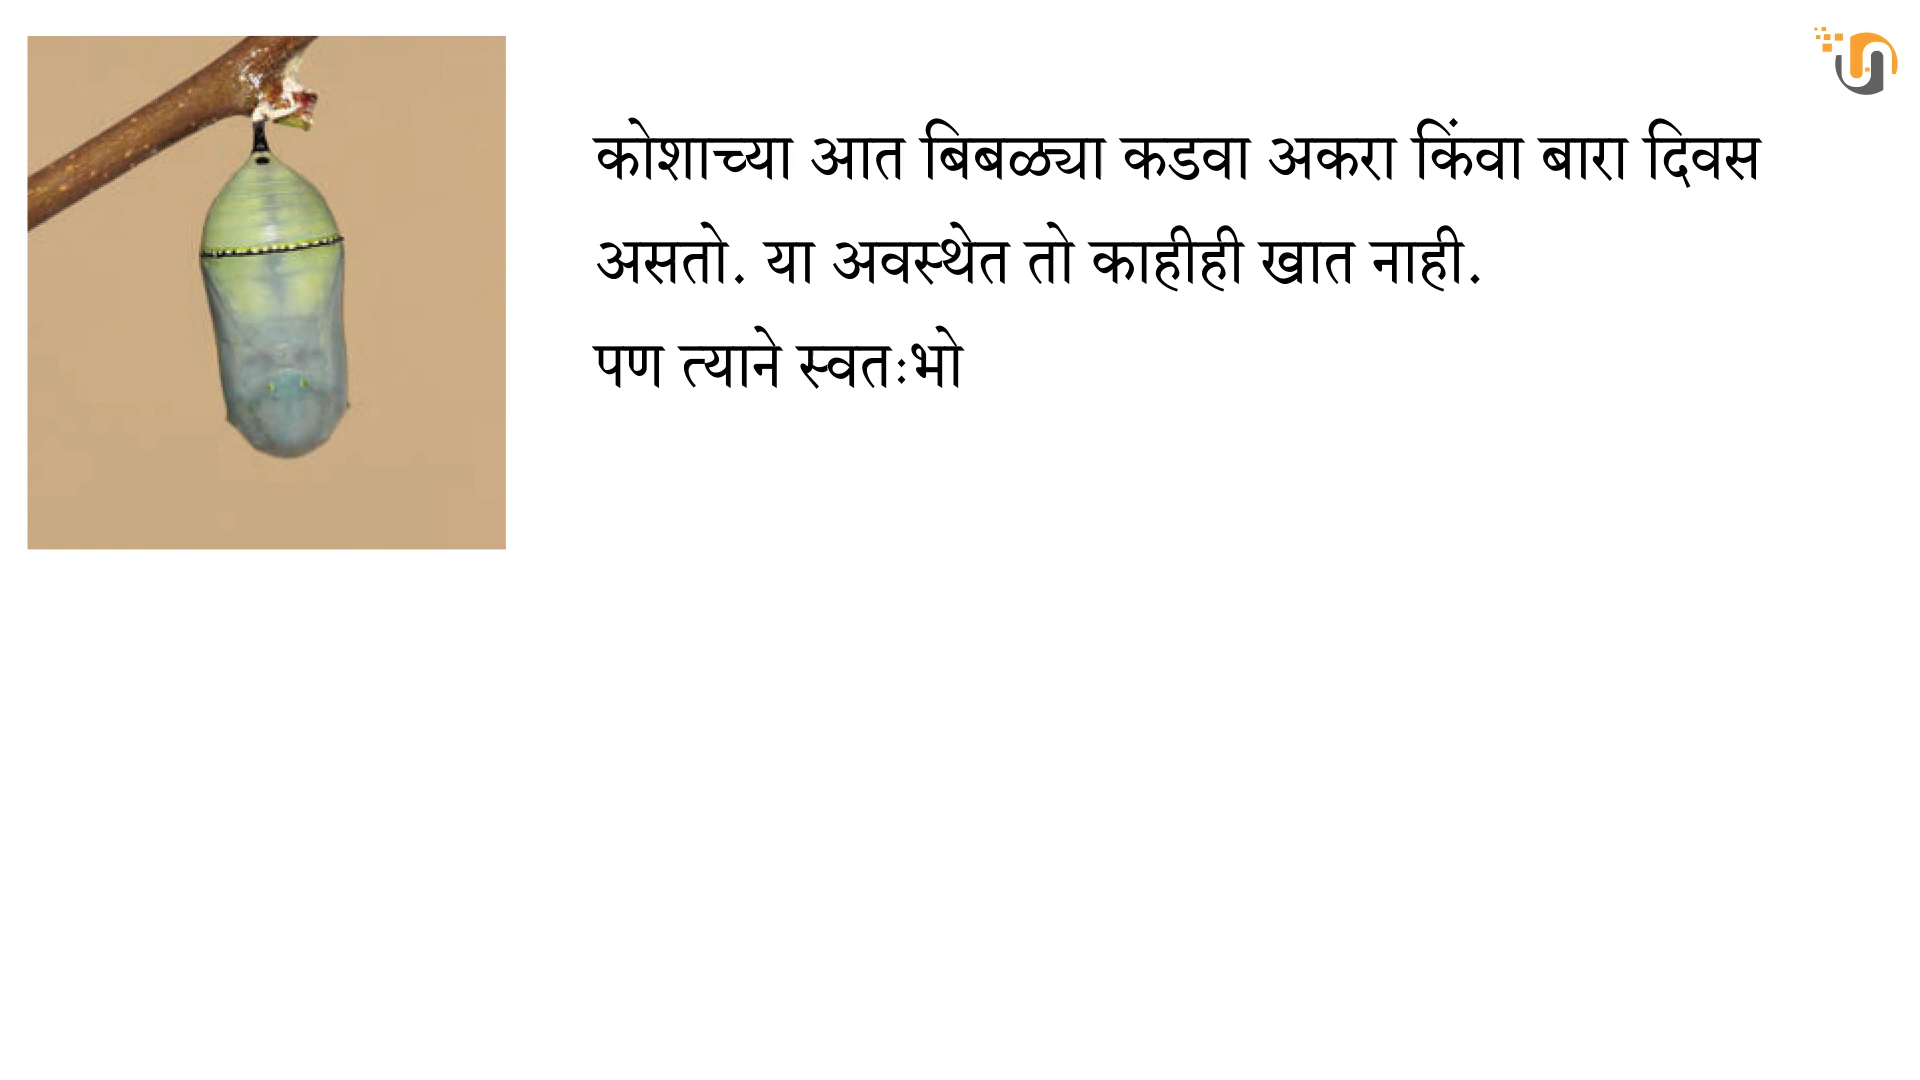 कोशाच्या आत बिबळ्या कडवा अकरा किंवा बारा दिवस
असतो. या अवस्थेत तो काहीही खात नाही.
पण त्याने स्वतःभो